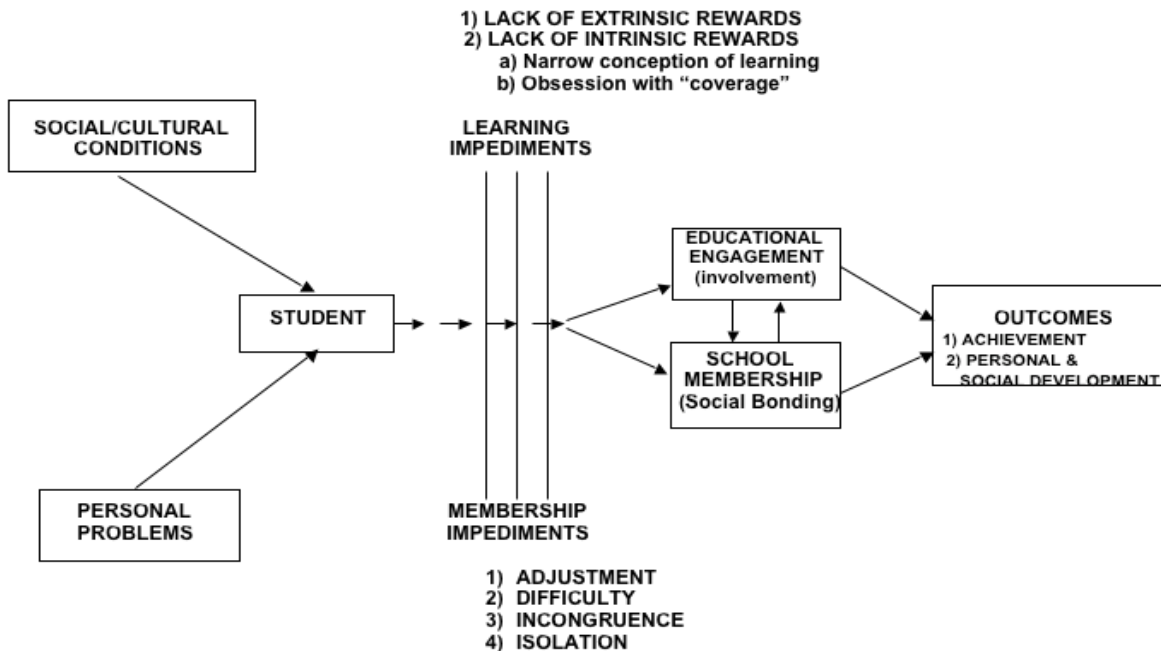 1) LACK OF EXTRINSIC REWARDS
2) LACK OF INTRINSIC REWARDS
a) Narrow conception of learning
b) Obsession with “coverage”
SOCIAL/CULTURAL
CONDITIONS
LEARNING
IMPEDIMENTS
STUDENT
EDUCATIONAL
ENGAGEMENT
(involvement)
SCHOOL
MEMBERSHIP
(Social Bonding)
OUTCOMES
1) ACHIEVEMENT
2) PERSONAL &
SOCIAL DEVELOPMENT
PERSONAL
PROBLEMS
MEMBERSHIP
IMPEDIMENTS
1) ADJUSTMENT
2) DIFFICULTY
3) INCONGRUENCE
4) ISOLATION